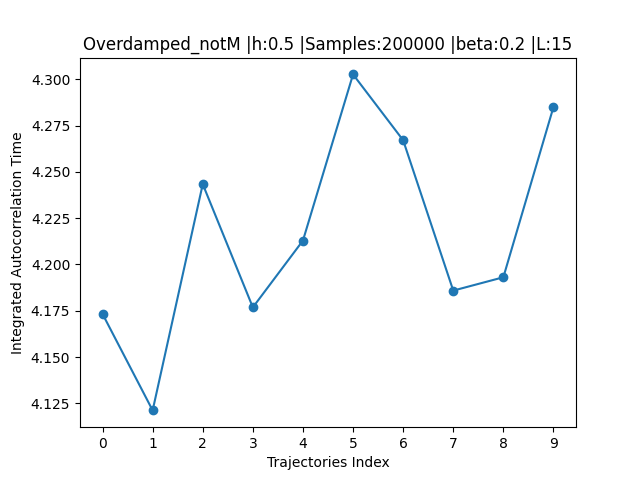 Overdamped_notM |h:0.5 |Samples:200000 |beta:0.2 |L:15
4.300
4.275
4.250
4.225
4.200
4.175
4.150
4.125
Integrated Autocorrelation Time
0 1 2 3 4 5 6 7 8 9
Trajectories Index